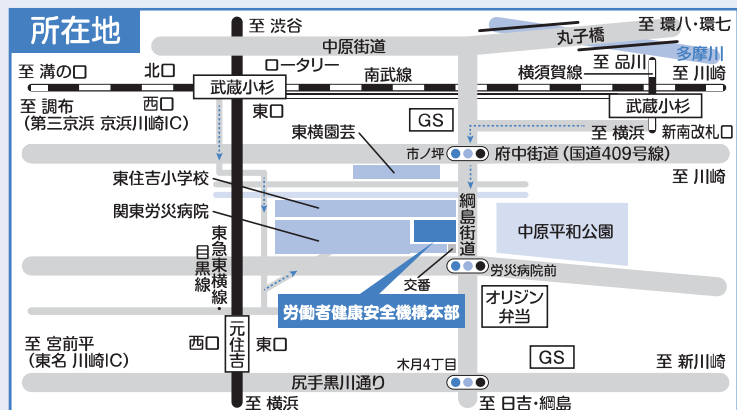 所在地
至 渋谷
中原街道
丸子橋
至 環八・環七
多摩川
至 溝の口
北口
ロータリー
南武線
横須賀線
至 品川
至 川崎
武蔵小杉
武蔵小杉
至 調布
(第三京浜 京浜川崎IC)
西口
東口
GS
至 横浜
新南改札口
東横園芸
市ノ坪
府中街道(国道409号線)
至 川崎
東住吉小学校
関東労災病院
綱島街道
中原平和公園
東急東横線・
目黒線
交番
労災病院前
労働者健康安全機構本部
オリジン
弁当
至 宮前平
(東名 川崎IC)
西口
元住吉
東口
木月4丁目
GS
至 新川崎
尻手黒川通り
至 横浜
至 日吉・綱島